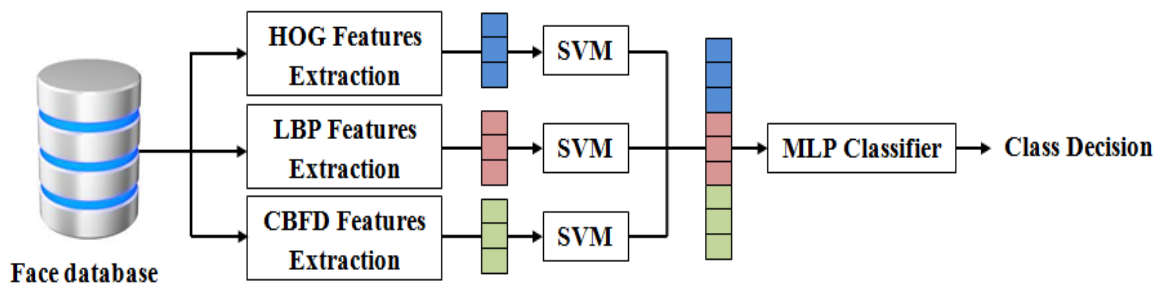 HOG Features
Extraction
SVM
LBP Features
Extraction
SVM
MLP Classifier
Class Decision
CBFD Features
Extraction
SVM
Face database